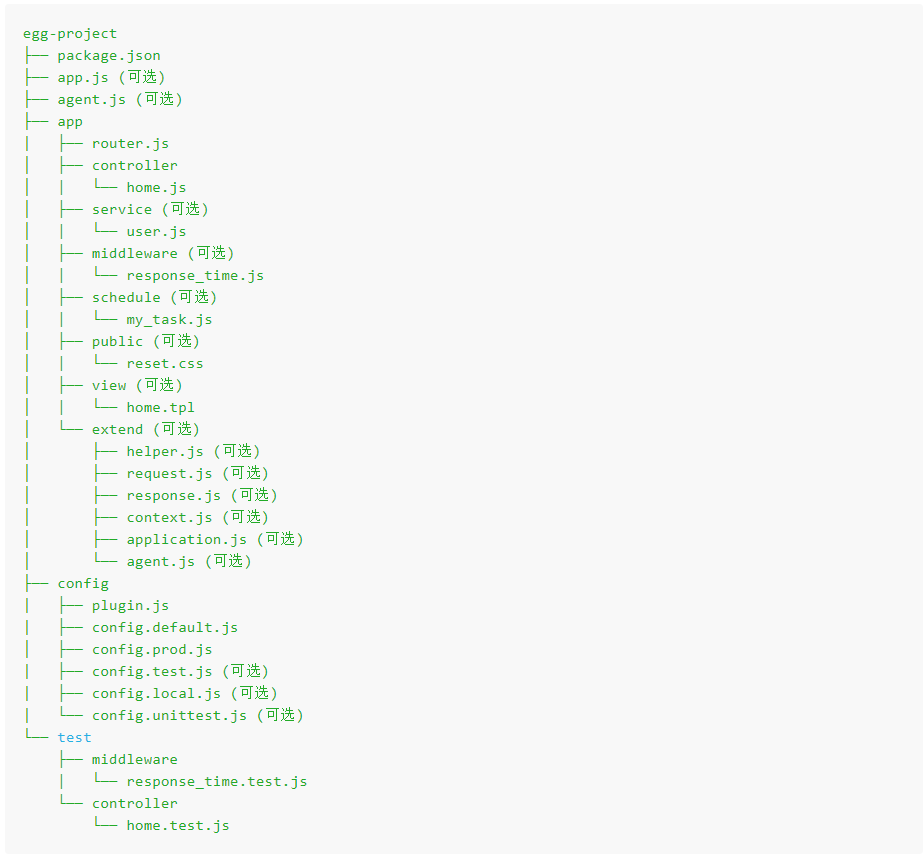 egg-project
├── package.json
├── app.js (可选)
├── agent.js (可选)
├── app
|   ├── router.js
│   ├── controller
│   |   └── home.js
│   ├── service (可选)
│   |   └── user.js
│   ├── middleware (可选)
│   |   └── response_time.js
│   ├── schedule (可选)
│   |   └── my_task.js
│   ├── public (可选)
│   |   └── reset.css
│   ├── view (可选)
│   |   └── home.tpl
│   └── extend (可选)
│       ├── helper.js (可选)
│       ├── request.js (可选)
│       ├── response.js (可选)
│       ├── context.js (可选)
│       ├── application.js (可选)
│       └── agent.js (可选)
├── config
|   ├── plugin.js
|   ├── config.default.js
│   ├── config.prod.js
|   ├── config.test.js (可选)
|   ├── config.local.js (可选)
|   └── config.unittest.js (可选)
└── test
    ├── middleware
    |   └── response_time.test.js
    └── controller
        └── home.test.js